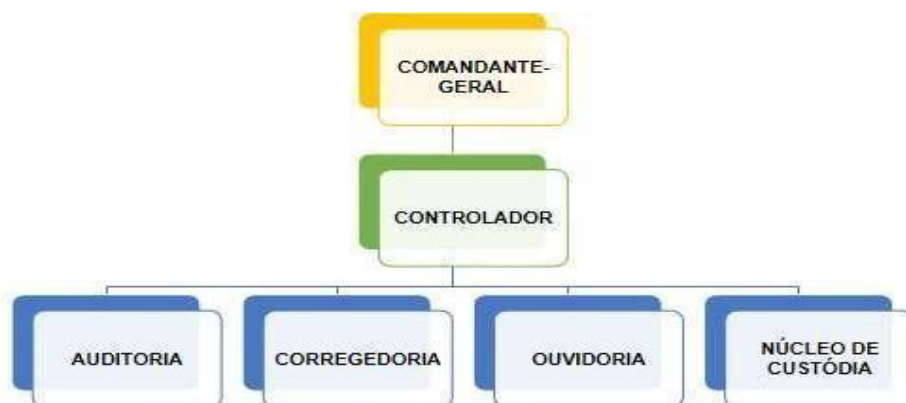 COMANDANTE-
GERAL
CONTROLADOR
AUDITORIA
CORREGEDORIA
OUVIDORIA
NÚCLEO DE
CUSTÓDIA